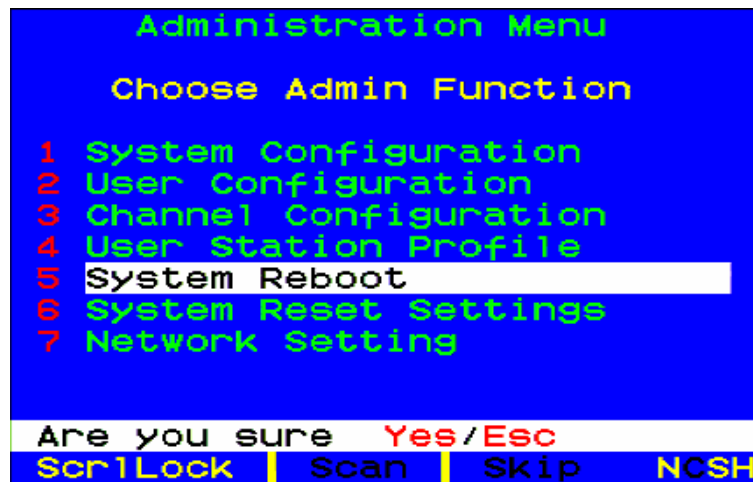 Administration Menu
Choose Admin Function
1 System Configuration
2 User Configuration
3 Channel Configuration
4 User Station Profile
5 System Reboot
6 System Reset Settings
7 Network Setting
Are you sure Yes/Esc
ScrlLock Scan Skip NCSH